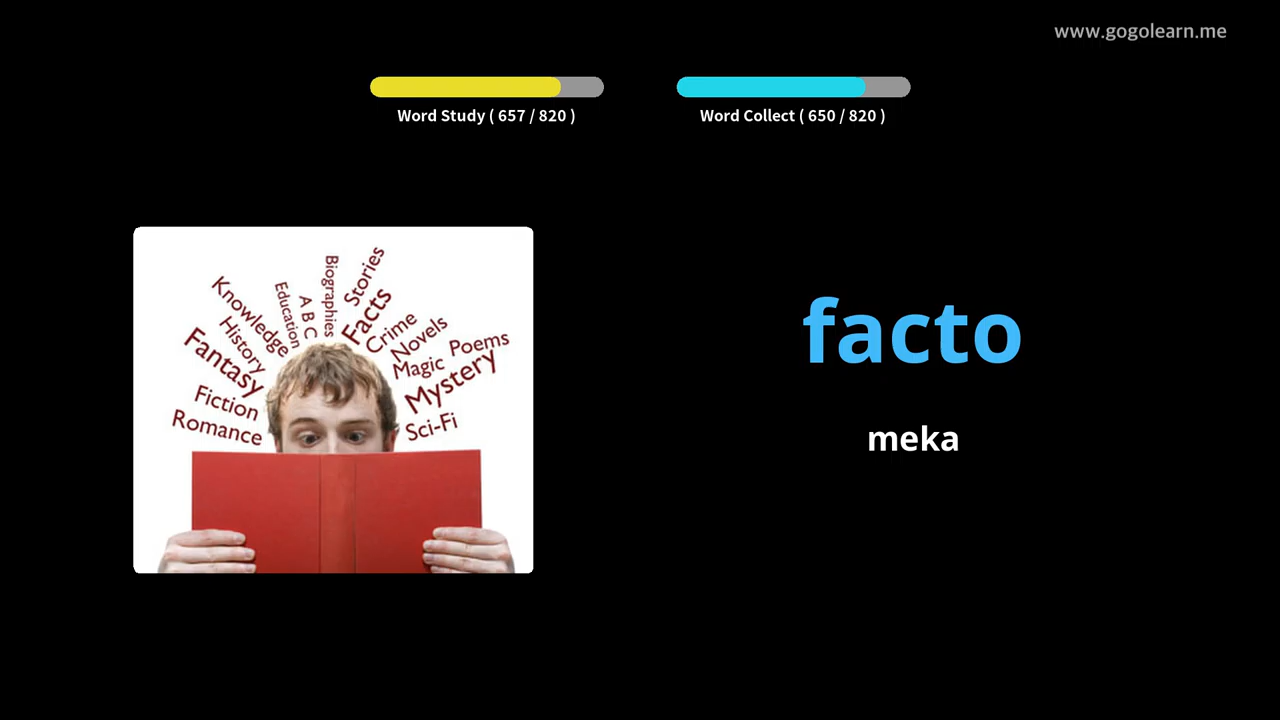 www.gogolearn.me
Word Study ( 657 / 820 )
Word Collect ( 650 / 820 )
Romance
Fiction
Fantasy
History
Knowledge
Education
A B C
Biographies
Stories
Facts
Crime
Novels
Magic
Poems
Mystery
Sci-Fi
facto
meka